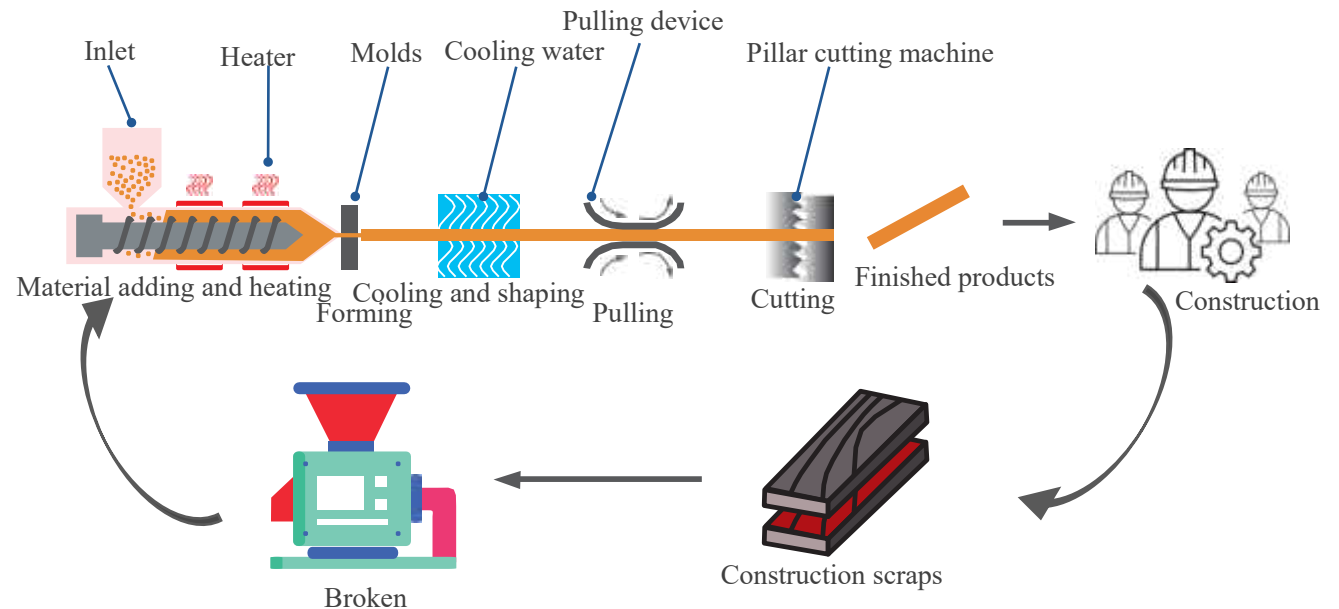 Pulling device
Inlet
Heater
Molds
Cooling water
Pillar cutting machine
Material adding and heating
Forming
Cooling and shaping
Pulling
Cutting
Finished products
Construction
Broken
Construction scraps